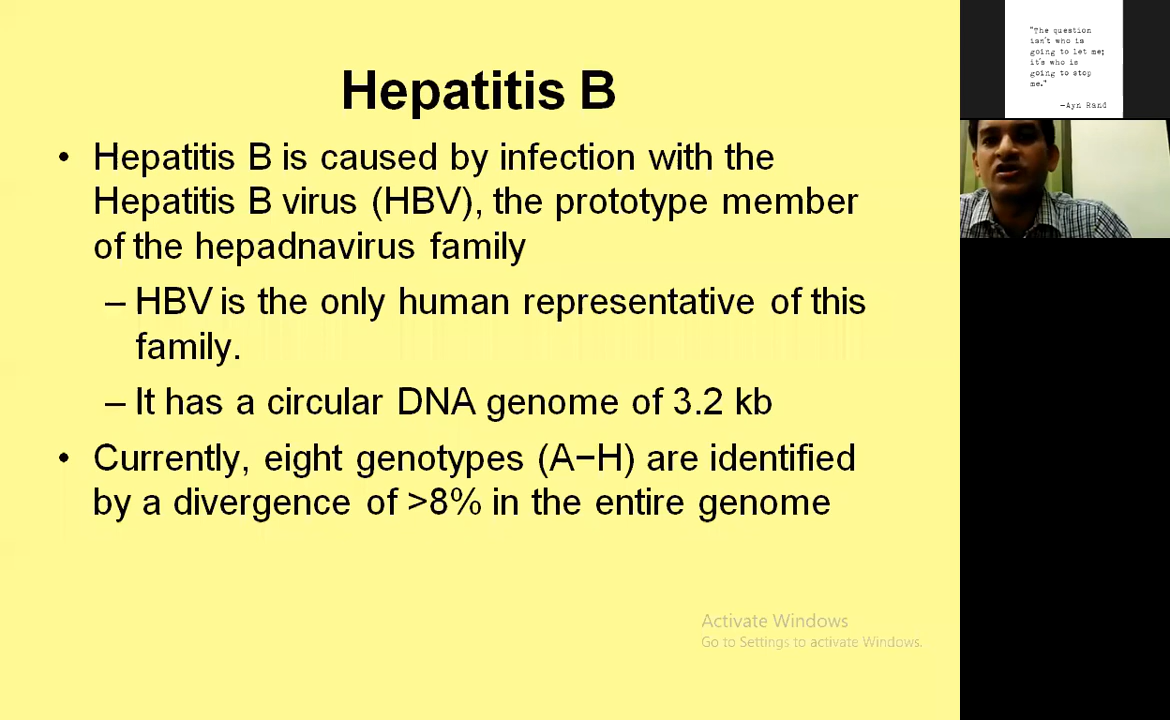 Hepatitis B
• Hepatitis B is caused by infection with the
Hepatitis B virus (HBV), the prototype member
of the hepadnavirus family
– HBV is the only human representative of this
family.
– It has a circular DNA genome of 3.2 kb
• Currently, eight genotypes (A–H) are identified
by a divergence of >8% in the entire genome
Activate Windows
Go to Settings to activate Windows.
"The question
isn't who is
going to let me;
it's who is
going to stop
me."
—Ayn Rand